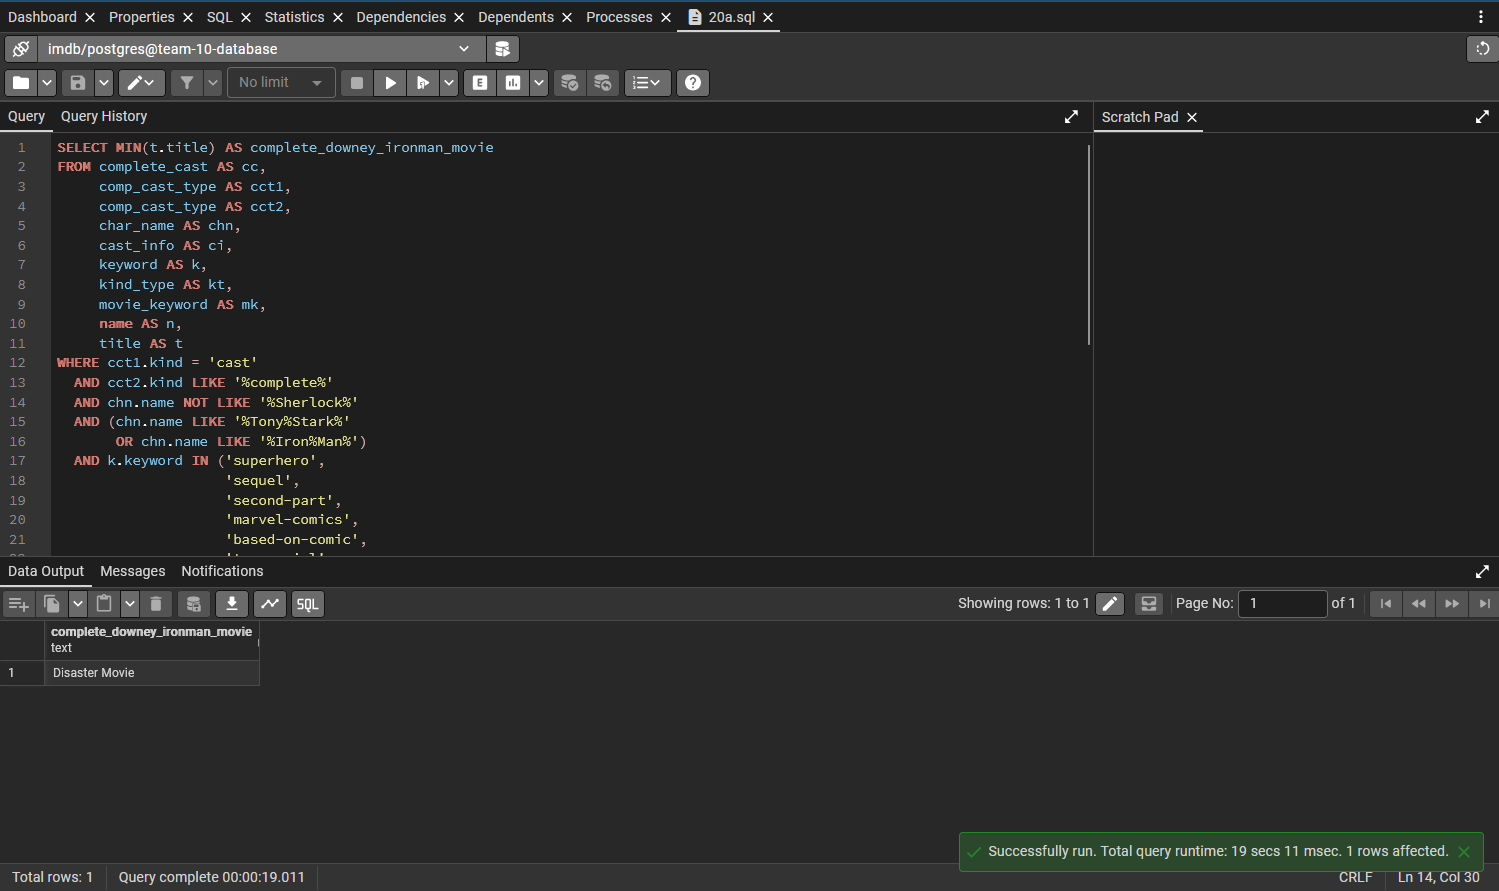 Dashboard Properties SQL Statistics Dependencies Dependents Processes 20a.sql
imdb/postgres@team-10-database
No limit E
Query Query History Scratch Pad
1 SELECT MIN(t.title) AS complete_downey_ironman_movie
2 FROM complete_cast AS cc,
3 comp_cast_type AS cct1,
4 comp_cast_type AS cct2,
5 char_name AS chn,
6 cast_info AS ci,
7 keyword AS k,
8 kind_type AS kt,
9 movie_keyword AS mk,
10 name AS n,
11 title AS t
12 WHERE cct1.kind = 'cast'
13 AND cct2.kind LIKE '%complete%'
14 AND chn.name NOT LIKE '%Sherlock%'
15 AND (chn.name LIKE '%Tony%Stark%'
16 OR chn.name LIKE '%Iron%Man%')
17 AND k.keyword IN ('superhero',
18 'sequel',
19 'second-part',
20 'marvel-comics',
21 'based-on-comic',
Data Output Messages Notifications
SQL Showing rows: 1 to 1 Page No: 1 of 1
complete_downey_ironman_movie
text
1 Disaster Movie
Successfully run. Total query runtime: 19 secs 11 msec. 1 rows affected.
Total rows: 1 Query complete 00:00:19.011 CRLF Ln 14, Col 30